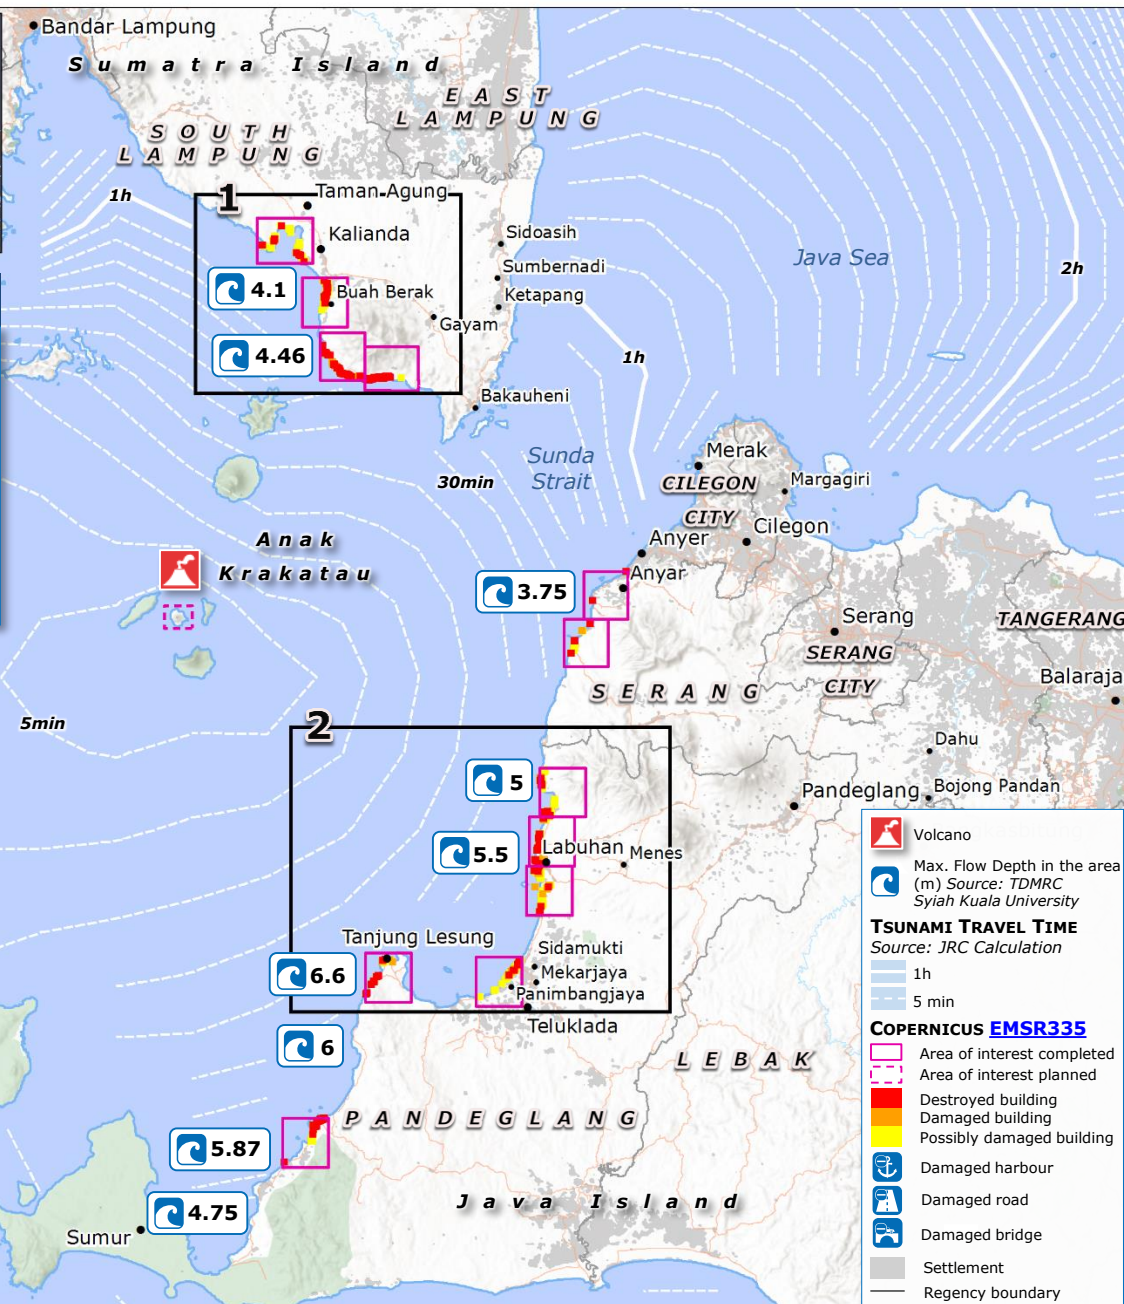 Bandar Lampung
Sumatra Island
EAST
LAMPUNG
SOUTH
LAMPUNG
1h
1
Taman Agung
Kalianda
Sidoasih
Java Sea
2h
Sumbernadi
4.1
Buah Berak
Ketapang
Gayam
4.46
1h
Bakauheni
Sunda
Strait
30min
Merak
CILEGON
CITY
Margagiri
Cilegon
Anak
Krakatau
Anyer
Anyar
3.75
Serang
TANGERANG
SERANG
CITY
SERANG
Balaraja
5min
2
Dahu
5
Pandeglang
Bojong Pandan
5.5
Labuhan
Menes
Tanjung Lesung
Sidamukti
6.6
Mekarjaya
Panimbangjaya
Teluklada
6
LEBAK
PANDEGLANG
5.87
4.75
Java Island
Sumur
Volcano
Max. Flow Depth in the area
(m) Source: TDMRC
Syiah Kuala University
TSUNAMI TRAVEL TIME
Source: JRC Calculation
1h
5 min
COPERNICUS EMSR335
Area of interest completed
Area of interest planned
Destroyed building
Damaged building
Possibly damaged building
Damaged harbour
Damaged road
Damaged bridge
Settlement
Regency boundary